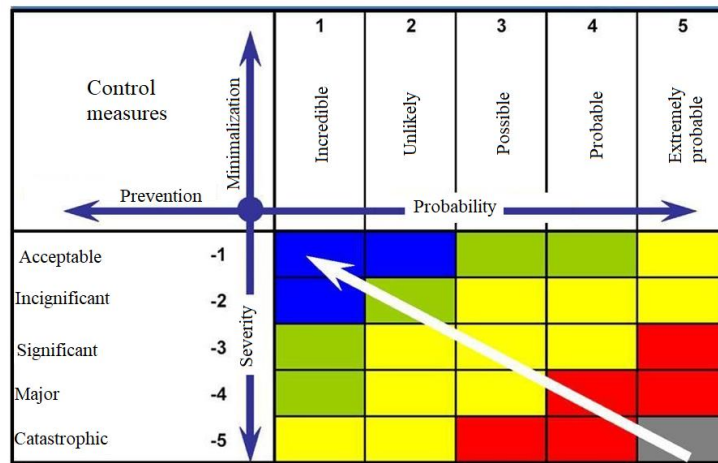 1 2 3 4 5
Control
measures
Minimalization
Incredible
Unlikely
Possible
Probable
Extremely
probable
Prevention
Probability
Acceptable -1
Incignificant -2
Significant -3
Major -4
Catastrophic -5
Severity